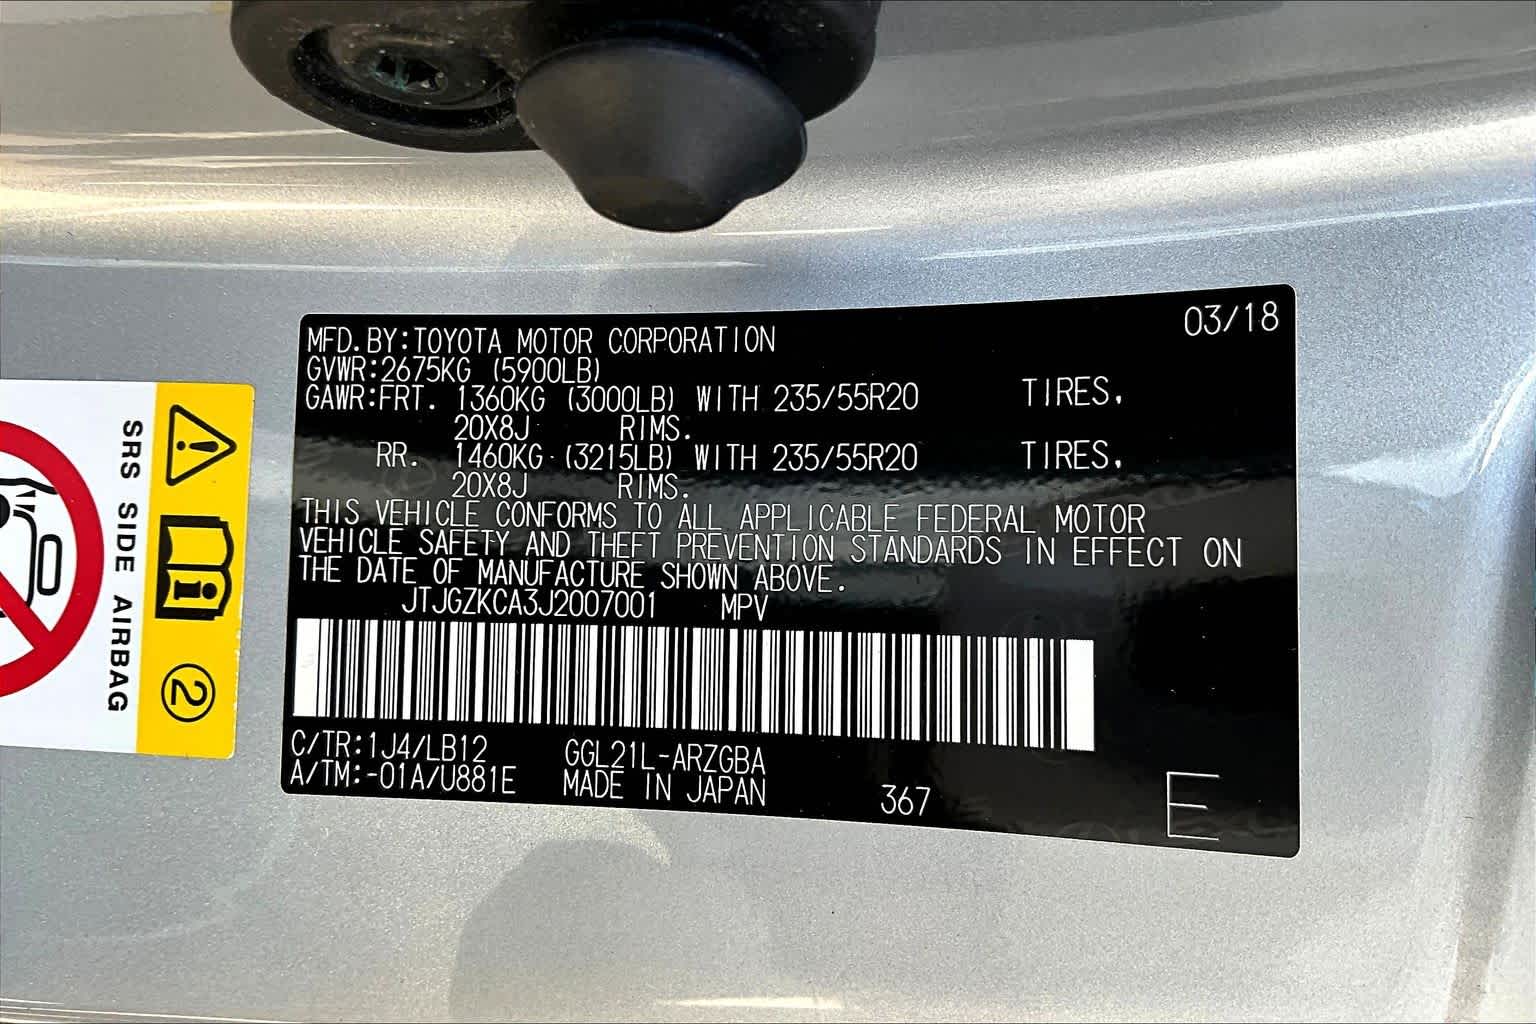 MFD.BY:TOYOTA MOTOR CORPORATION 03/18
GVWR:2675KG (5900LB)
GAWR:FRT. 1360KG (3000LB) WITH 235/55R20 TIRES,
20X8J RIMS.
RR. 1460KG (3215LB) WITH 235/55R20 TIRES,
20X8J RIMS.
THIS VEHICLE CONFORMS TO ALL APPLICABLE FEDERAL MOTOR
VEHICLE SAFETY AND THEFT PREVENTION STANDARDS IN EFFECT ON
THE DATE OF MANUFACTURE SHOWN ABOVE.
JTJGZKCA3J2007001 MPV
C/TR:1J4/LB12 GGL21L-ARZGBA
A/TM:-01A/U881E MADE IN JAPAN 367 E
SRS SIDE AIRBAG
2